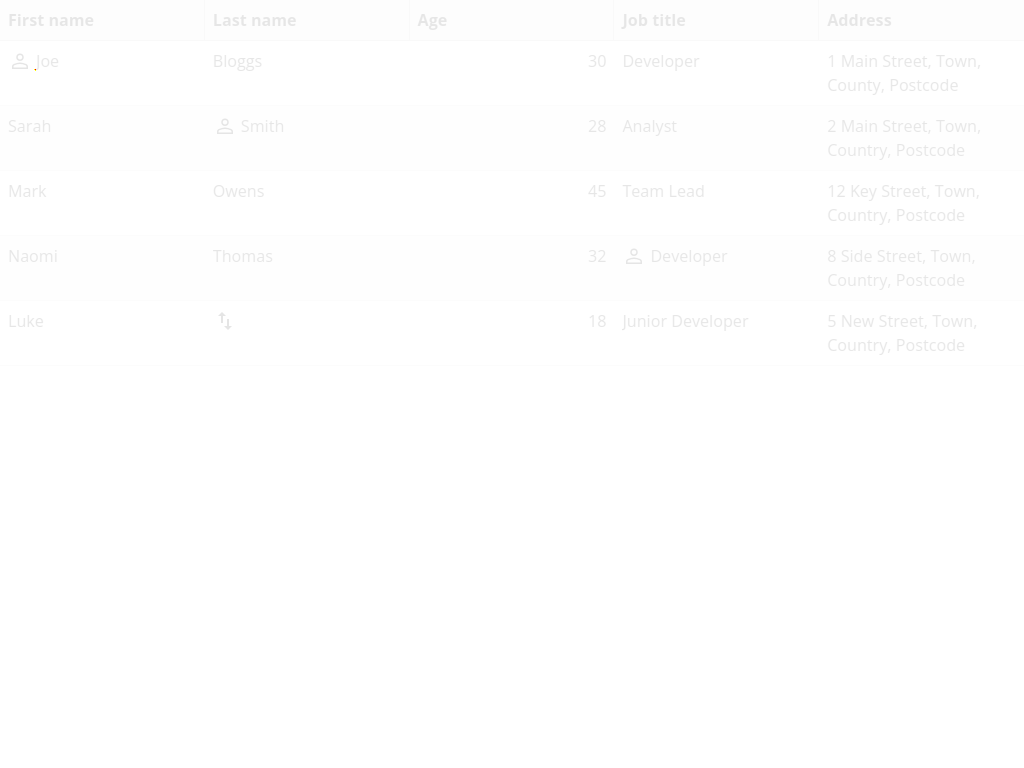 First name Last name Age Job title Address
Joe Bloggs 30 Developer 1 Main Street, Town,
County, Postcode
Sarah Smith 28 Analyst 2 Main Street, Town,
Country, Postcode
Mark Owens 45 Team Lead 12 Key Street, Town,
Country, Postcode
Naomi Thomas 32 Developer 8 Side Street, Town,
Country, Postcode
Luke 18 Junior Developer 5 New Street, Town,
Country, Postcode